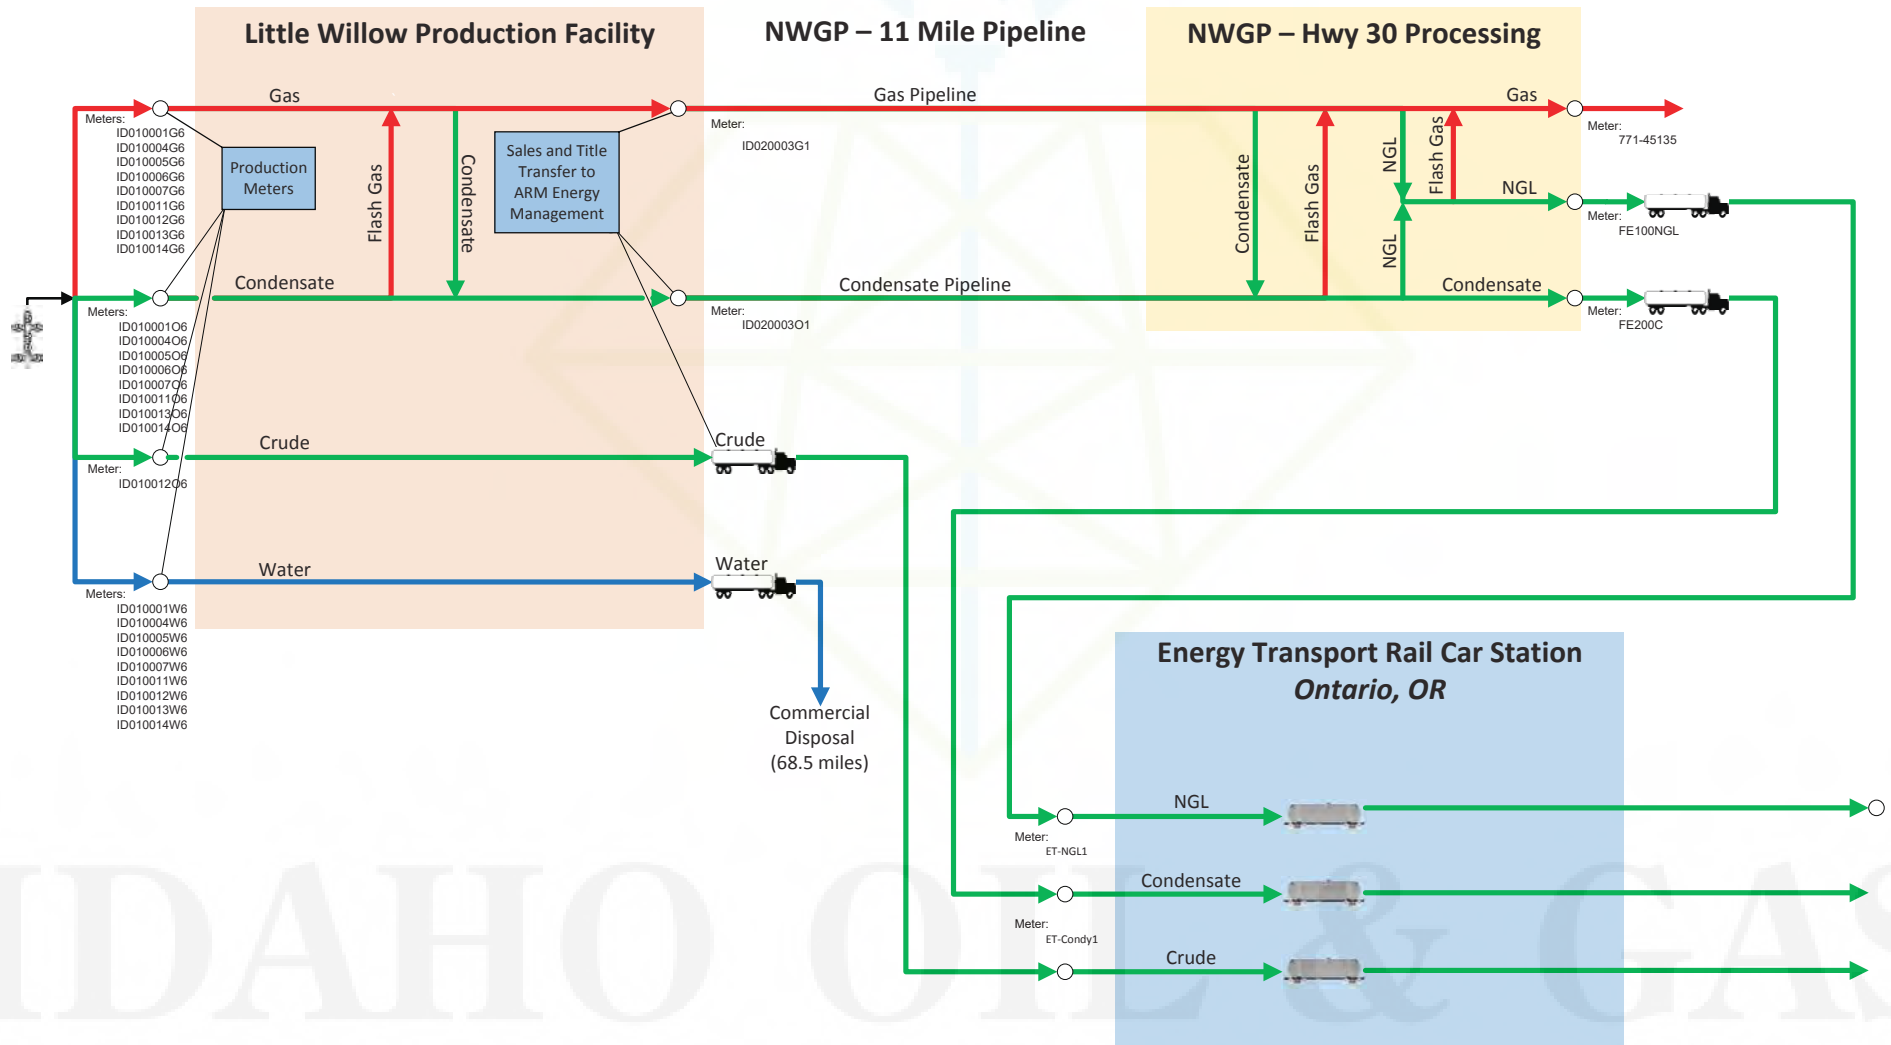 Little Willow Production Facility
NWGP – 11 Mile Pipeline
NWGP – Hwy 30 Processing
Gas
Gas Pipeline
Gas
Meters:
ID010001G6
ID010004G6
ID010005G6
ID010006G6
ID010007G6
ID010011G6
ID010012G6
ID010013G6
ID010014G6
Production
Meters
Flash Gas
Condensate
Sales and Title
Transfer to
ARM Energy
Management
Meter:
ID020003G1
Condensate
Flash Gas
NGL
NGL
Flash Gas
NGL
Meter:
771-45135
Meter:
FE100NGL
Condensate
Condensate Pipeline
Condensate
Meters:
ID010001O6
ID010004O6
ID010005O6
ID010006O6
ID010007O6
ID010011O6
ID010013O6
ID010014O6
Meter:
ID020003O1
Meter:
FE200C
Crude
Crude
Meter:
ID010012O6
Water
Water
Meters:
ID010001W6
ID010004W6
ID010005W6
ID010006W6
ID010007W6
ID010011W6
ID010012W6
ID010013W6
ID010014W6
Commercial
Disposal
(68.5 miles)
Energy Transport Rail Car Station
Ontario, OR
NGL
Meter:
ET-NGL1
Condensate
Meter:
ET-Condy1
Crude
IDAHO OIL & GAS